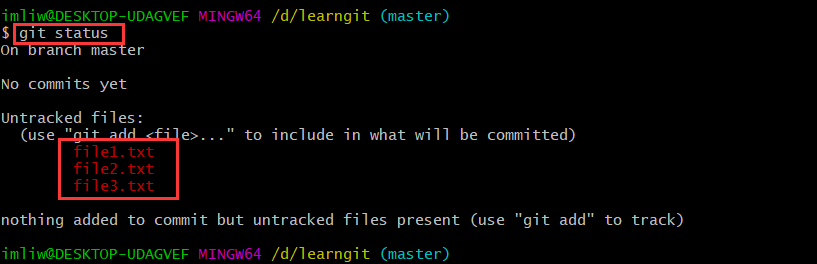 imliw@DESKTOP-UDAGVEF MINGW64 /d/learngit (master)
$ git status
On branch master
No commits yet
Untracked files:
(use "git add <file>..." to include in what will be committed)
file1.txt
file2.txt
file3.txt
nothing added to commit but untracked files present (use "git add" to track)
imliw@DESKTOP-UDAGVEF MINGW64 /d/learngit (master)